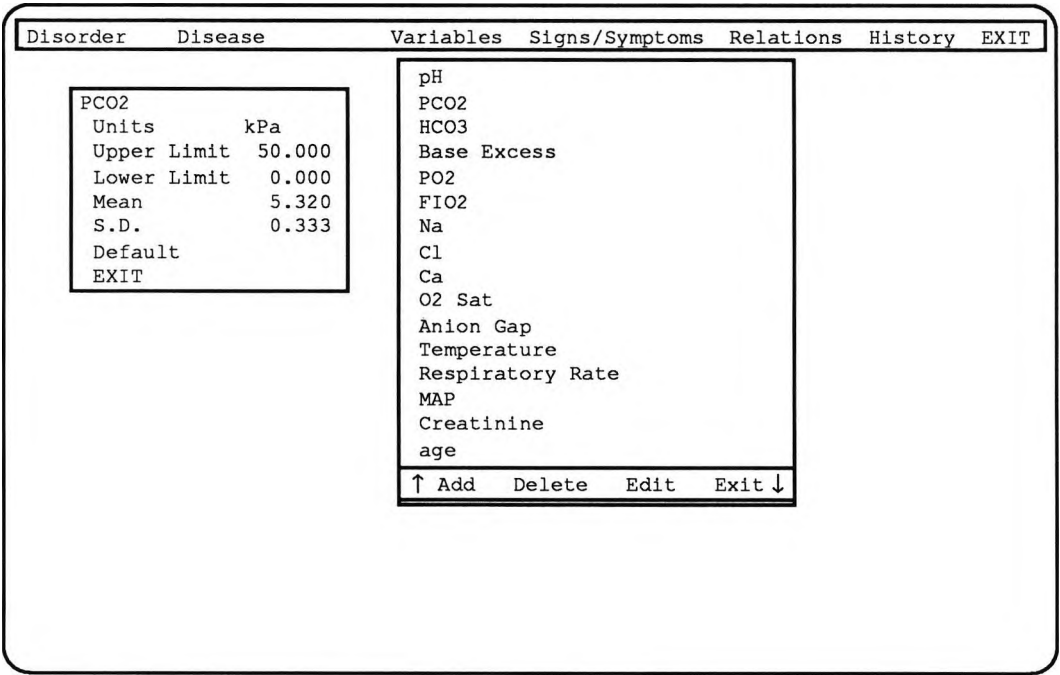 Disorder Disease Variables Signs/Symptoms Relations History EXIT
PCO2
Units kPa
Upper Limit 50.000
Lower Limit 0.000
Mean 5.320
S.D. 0.333
Default
EXIT
pH
PCO2
HCO3
Base Excess
PO2
FIO2
Na
Cl
Ca
O2 Sat
Anion Gap
Temperature
Respiratory Rate
MAP
Creatinine
age
↑ Add Delete Edit Exit ↓